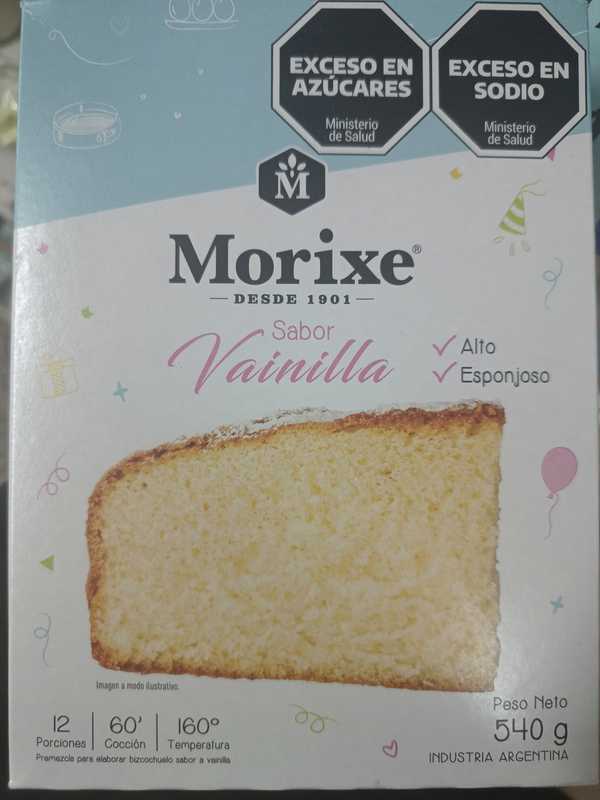 EXCESO EN
AZÚCARES
Ministerio
de Salud
EXCESO EN
SODIO
Ministerio
de Salud
M
Morixe®
DESDE 1901
Sabor
Vainilla
Alto
Esponjoso
Imagen a modo ilustrativo.
12
Porciones
60'
Cocción
160°
Temperatura
Premezcla para elaborar bizcochuelo sabor a vainilla
Peso Neto
540 g
INDUSTRIA ARGENTINA